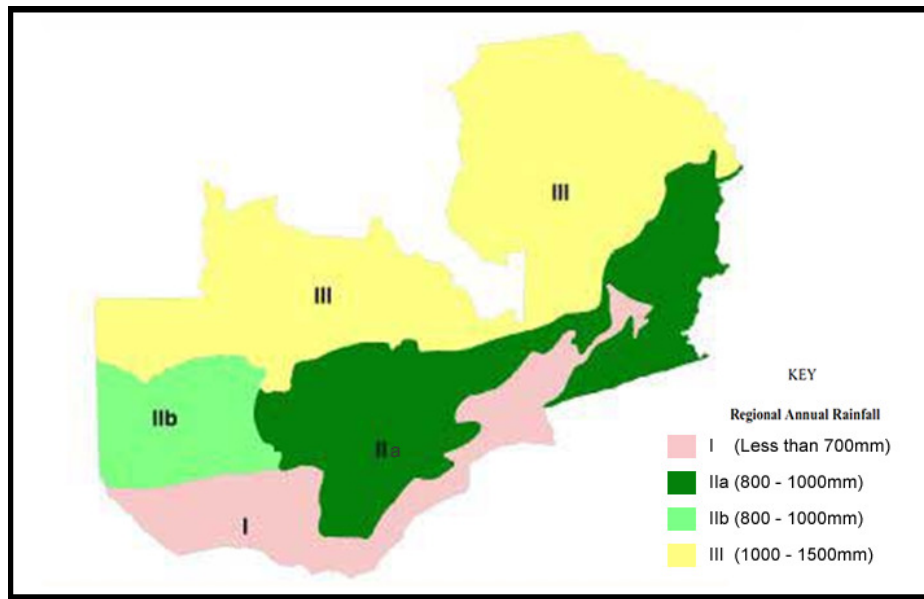 III
III
IIb
IIa
I
KEY
Regional Annual Rainfall
I (Less than 700mm)
IIa (800 - 1000mm)
IIb (800 - 1000mm)
III (1000 - 1500mm)